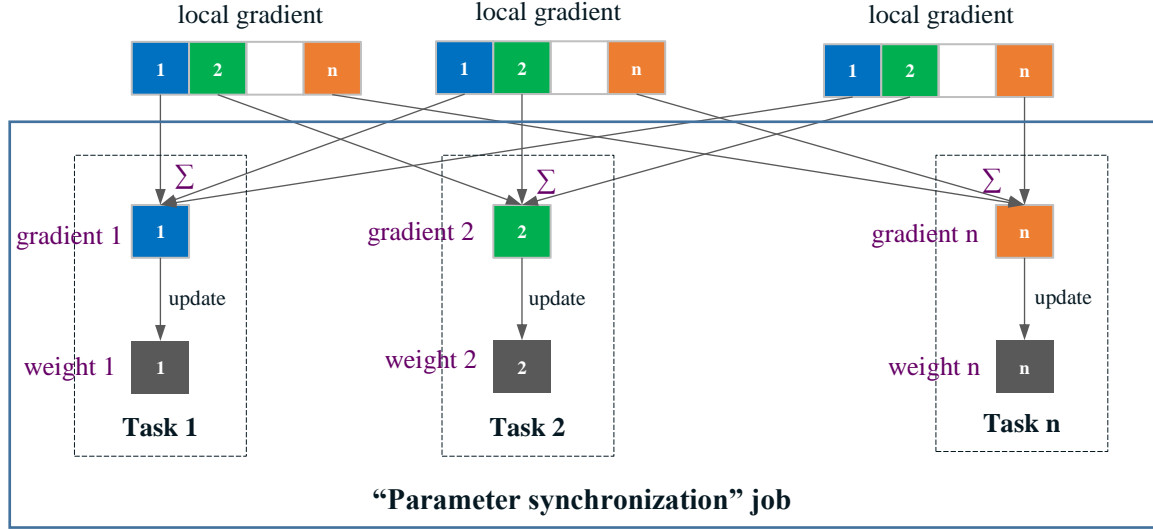 local gradient
local gradient
local gradient
1 2 n
1 2 n
1 2 n
∑ ∑ ∑
gradient 1 1
gradient 2 2
gradient n n
update update update
weight 1 1
weight 2 2
weight n n
Task 1 Task 2 Task n
“Parameter synchronization” job